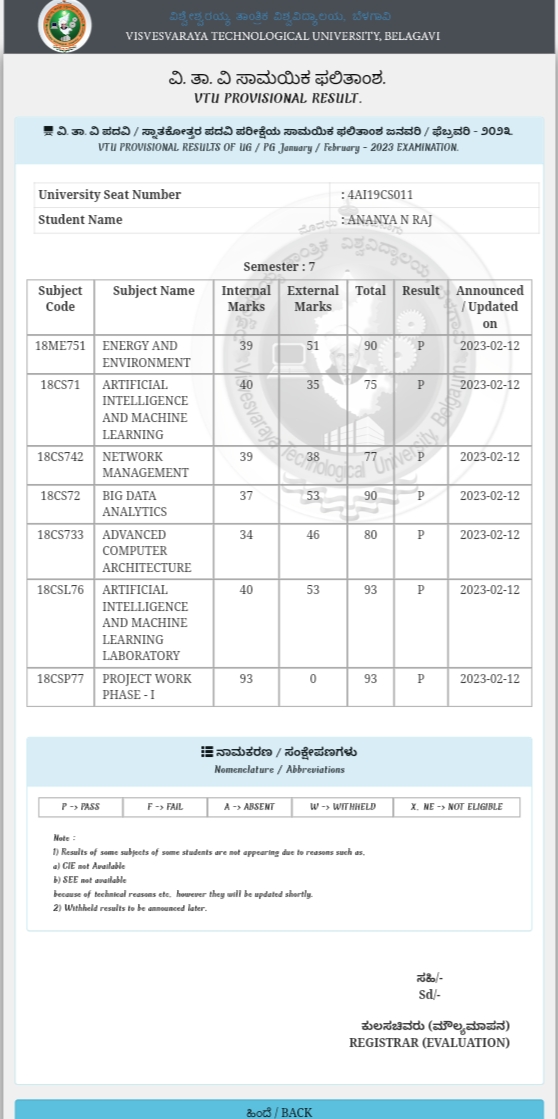 ವಿಶ್ವೇಶ್ವರಯ್ಯ ತಾಂತ್ರಿಕ ವಿಶ್ವವಿದ್ಯಾಲಯ, ಬೆಳಗಾವಿ
VISVESVARAYA TECHNOLOGICAL UNIVERSITY, BELAGAVI
ವಿ. ತಾ. ವಿ ಸಾಮಯಿಕ ಫಲಿತಾಂಶ.
VTU PROVISIONAL RESULT.
ವಿ. ತಾ. ವಿ ಪದವಿ / ಸ್ನಾತಕೋತ್ತರ ಪದವಿ ಪರೀಕ್ಷೆಯ ಸಾಮಯಿಕ ಫಲಿತಾಂಶ ಜನವರಿ / ಫೆಬ್ರವರಿ - ೨೦೨೩
VTU PROVISIONAL RESULTS OF UG / PG January / February - 2023 EXAMINATION.
University Seat Number : 4AI19CS011
Student Name : ANANYA N RAJ
Semester : 7
Subject Code Subject Name Internal Marks External Marks Total Result Announced / Updated on
18ME751 ENERGY AND ENVIRONMENT 39 51 90 P 2023-02-12
18CS71 ARTIFICIAL INTELLIGENCE AND MACHINE LEARNING 40 35 75 P 2023-02-12
18CS742 NETWORK MANAGEMENT 39 38 77 P 2023-02-12
18CS72 BIG DATA ANALYTICS 37 53 90 P 2023-02-12
18CS733 ADVANCED COMPUTER ARCHITECTURE 34 46 80 P 2023-02-12
18CSL76 ARTIFICIAL INTELLIGENCE AND MACHINE LEARNING LABORATORY 40 53 93 P 2023-02-12
18CSP77 PROJECT WORK PHASE - I 93 0 93 P 2023-02-12
Visvesvaraya Technological University, Belgaum
ನಾಮಕರಣ / ಸಂಕ್ಷೇಪಣಗಳು
Nomenclature / Abbreviations
P -> PASS F -> FAIL A -> ABSENT W -> WITHHELD X, NE -> NOT ELIGIBLE
Note :
1) Results of some subjects of some students are not appearing due to reasons such as,
a) CIE not Available
b) SEE not available
because of technical reasons etc, however they will be updated shortly.
2) Withheld results to be announced later.
ಸಹಿ/-
Sd/-
ಕುಲಸಚಿವರು (ಮೌಲ್ಯಮಾಪನ)
REGISTRAR (EVALUATION)
ಹಿಂದೆ / BACK